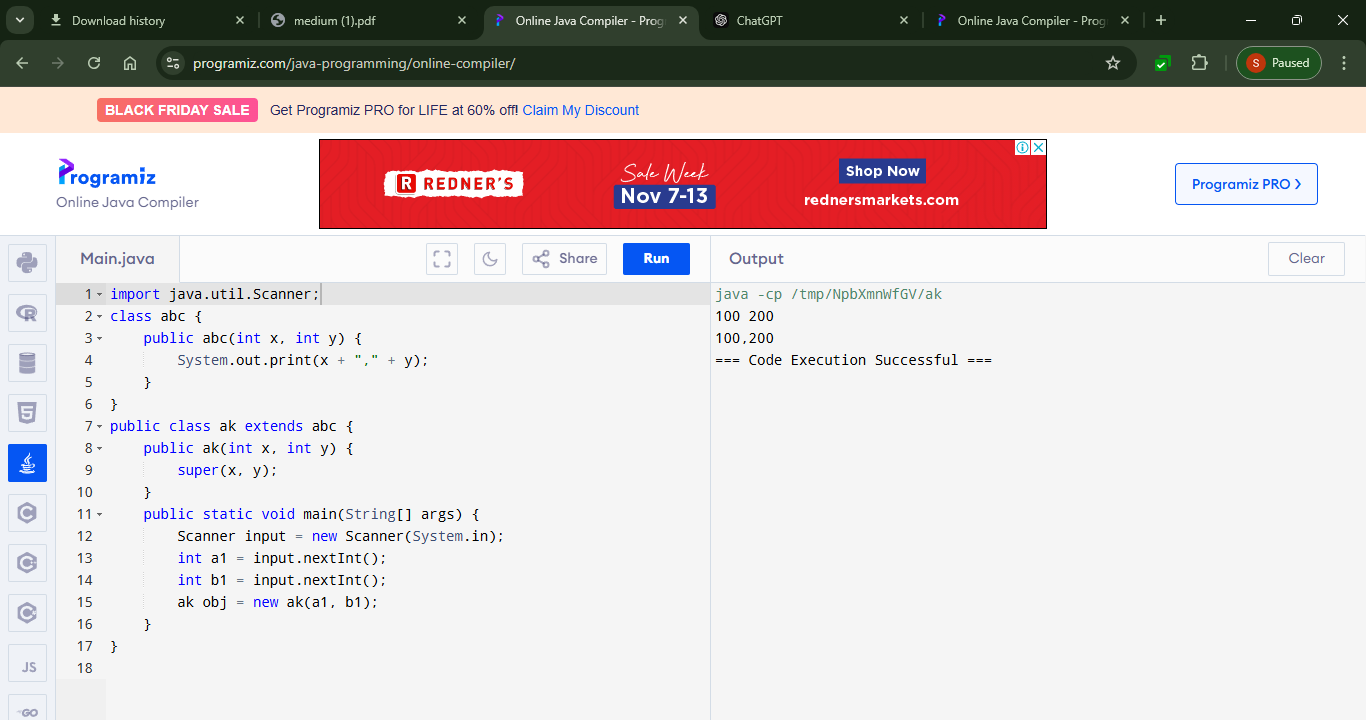 Download history
medium (1).pdf
Online Java Compiler - Prog
ChatGPT
Online Java Compiler - Prog
programiz.com/java-programming/online-compiler/
S Paused
BLACK FRIDAY SALE Get Programiz PRO for LIFE at 60% off! Claim My Discount
Programiz
Online Java Compiler
R REDNER'S
Sale Week
Nov 7-13
Shop Now
rednersmarkets.com
Programiz PRO >
Main.java
Share
Run
Output
Clear
1 import java.util.Scanner;
2 class abc {
3 public abc(int x, int y) {
4 System.out.print(x + "," + y);
5 }
6 }
7 public class ak extends abc {
8 public ak(int x, int y) {
9 super(x, y);
10 }
11 public static void main(String[] args) {
12 Scanner input = new Scanner(System.in);
13 int a1 = input.nextInt();
14 int b1 = input.nextInt();
15 ak obj = new ak(a1, b1);
16 }
17 }
18
java -cp /tmp/NpbXmnWfGV/ak
100 200
100,200
=== Code Execution Successful ===
R
5
C
C
C
JS
GO